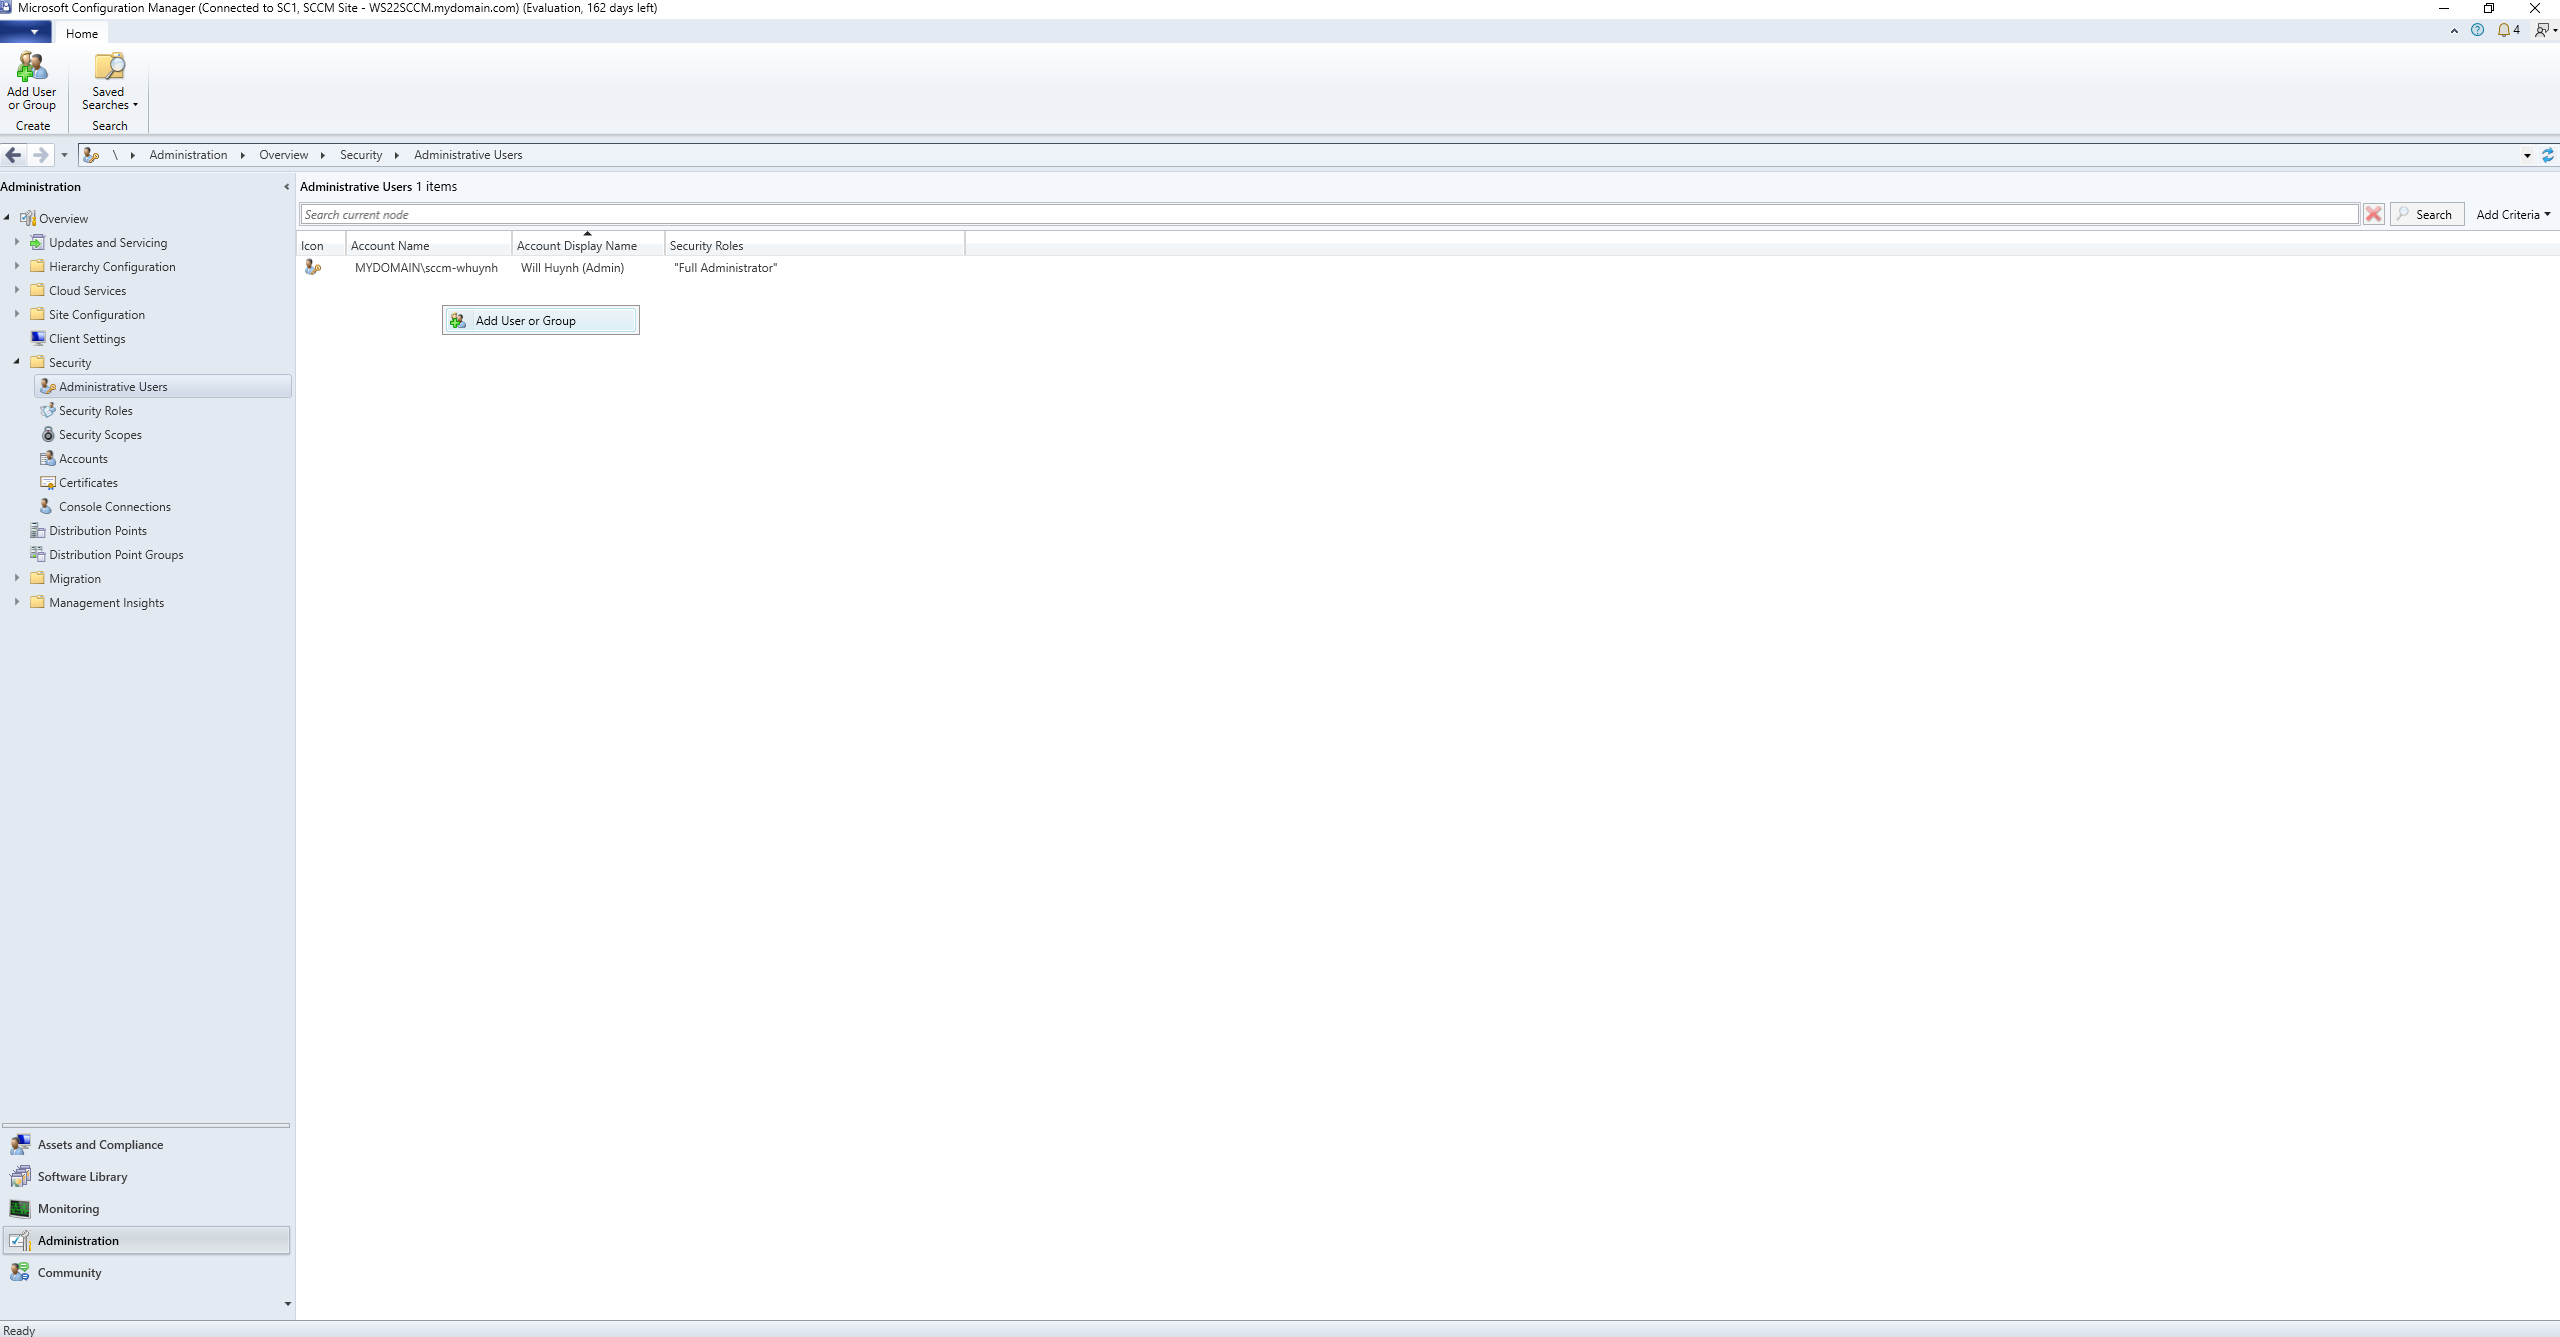 Microsoft Configuration Manager (Connected to SC1, SCCM Site - WS22SCCM.mydomain.com) (Evaluation, 162 days left)
Home
4
Add User
or Group
Saved
Searches
Create
Search
\ Administration Overview Security Administrative Users
Administration
Administrative Users 1 items
Search current node
Search
Add Criteria
Icon Account Name Account Display Name Security Roles
MYDOMAIN\sccm-whuynh Will Huynh (Admin) "Full Administrator"
Add User or Group
Overview
Updates and Servicing
Hierarchy Configuration
Cloud Services
Site Configuration
Client Settings
Security
Administrative Users
Security Roles
Security Scopes
Accounts
Certificates
Console Connections
Distribution Points
Distribution Point Groups
Migration
Management Insights
Assets and Compliance
Software Library
Monitoring
Administration
Community
Ready